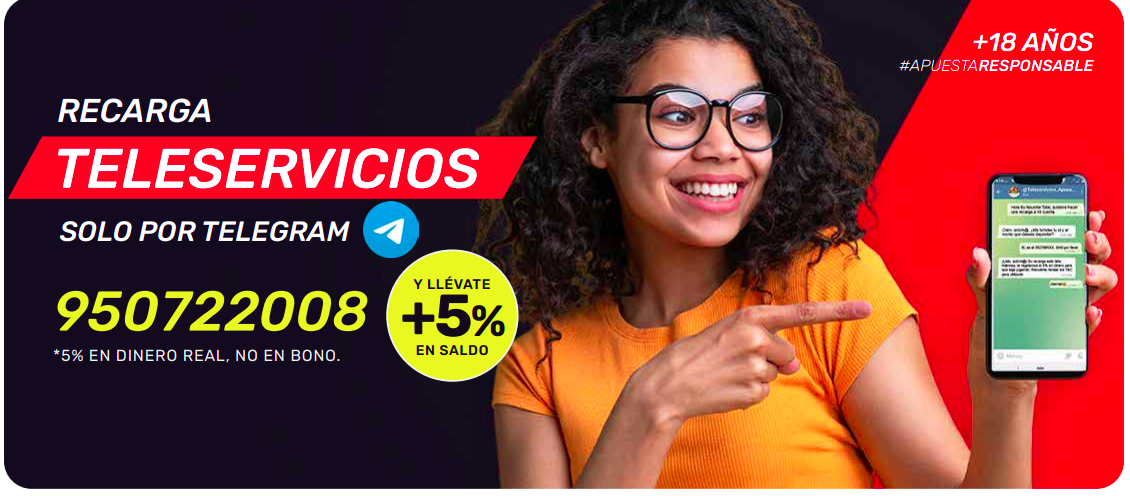 +18 AÑOS
#APUESTARESPONSABLE
RECARGA
TELESERVICIOS
SOLO POR TELEGRAM
950722008
Y LLÉVATE
+5%
EN SALDO
*5% EN DINERO REAL, NO EN BONO.
@Teleservicios_Apues...